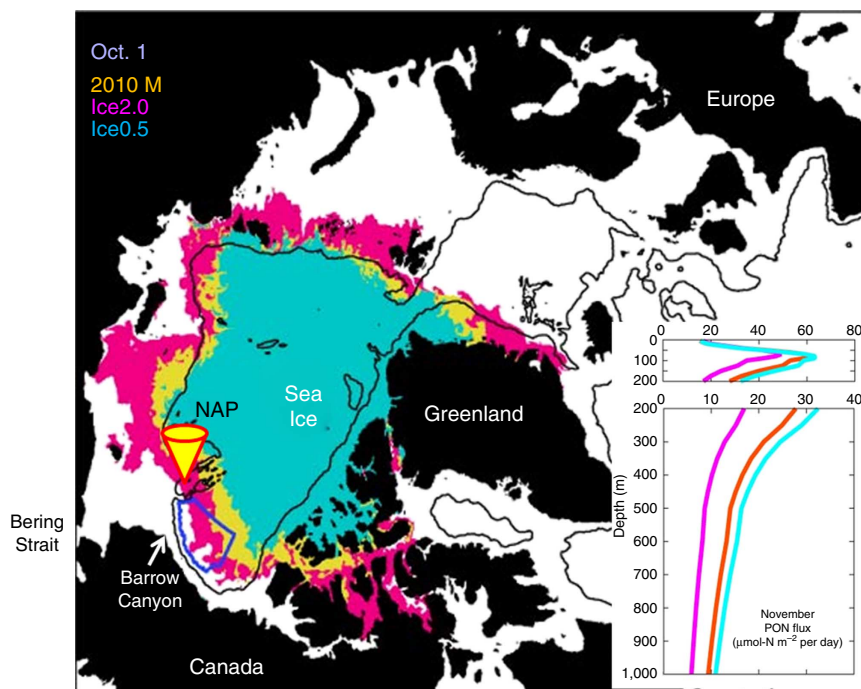 Oct. 1
2010 M
Ice2.0
Ice0.5
Europe
NAP
Sea
Ice
Greenland
Bering
Strait
Barrow
Canyon
Canada
0 20 40 60 80
0
100
200
0 10 20 30 40
200
300
400
500
600
700
800
900
1,000
Depth (m)
November
PON flux
(μmol-N m−2 per day)